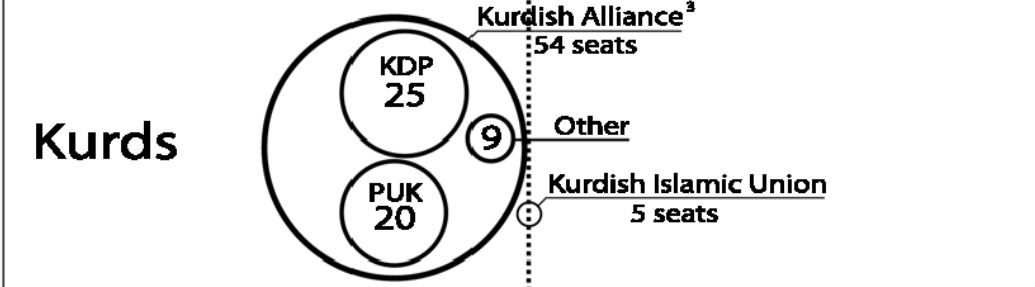 Kurdish Alliance³
54 seats
KDP
25
9
Other
Kurds
Kurdish Islamic Union
5 seats
PUK
20